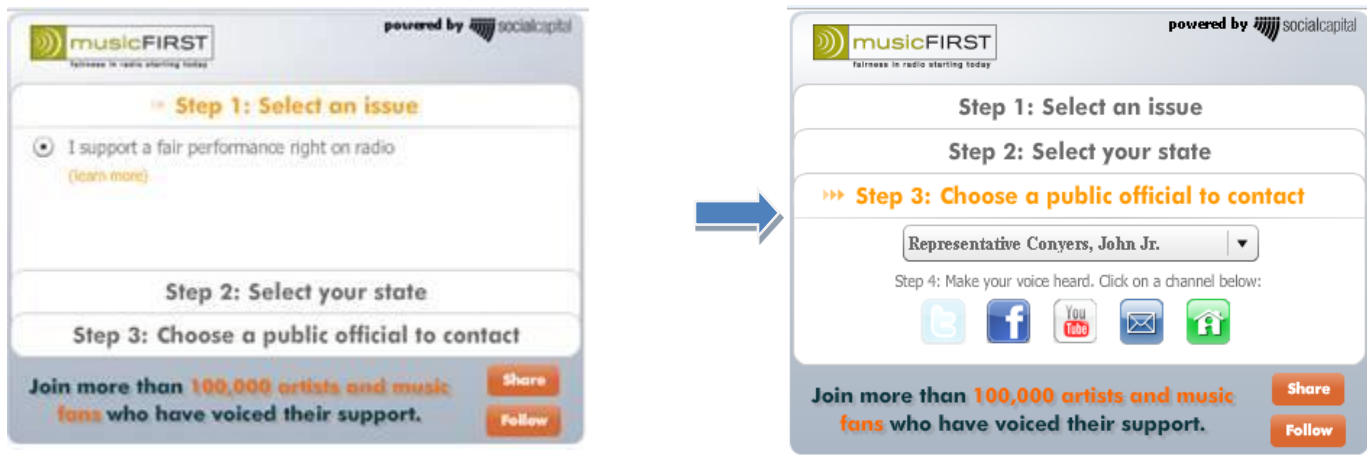 powered by socialcapital
musicFIRST
fairness in radio starting today
Step 1: Select an issue
I support a fair performance right on radio
(learn more)
Step 2: Select your state
Step 3: Choose a public official to contact
Join more than 100,000 artists and music
fans who have voiced their support.
Share
Follow
powered by socialcapital
musicFIRST
fairness in radio starting today
Step 1: Select an issue
Step 2: Select your state
Step 3: Choose a public official to contact
Representative Conyers, John Jr.
Step 4: Make your voice heard. Click on a channel below:
You
Tube
Join more than 100,000 artists and music
fans who have voiced their support.
Share
Follow